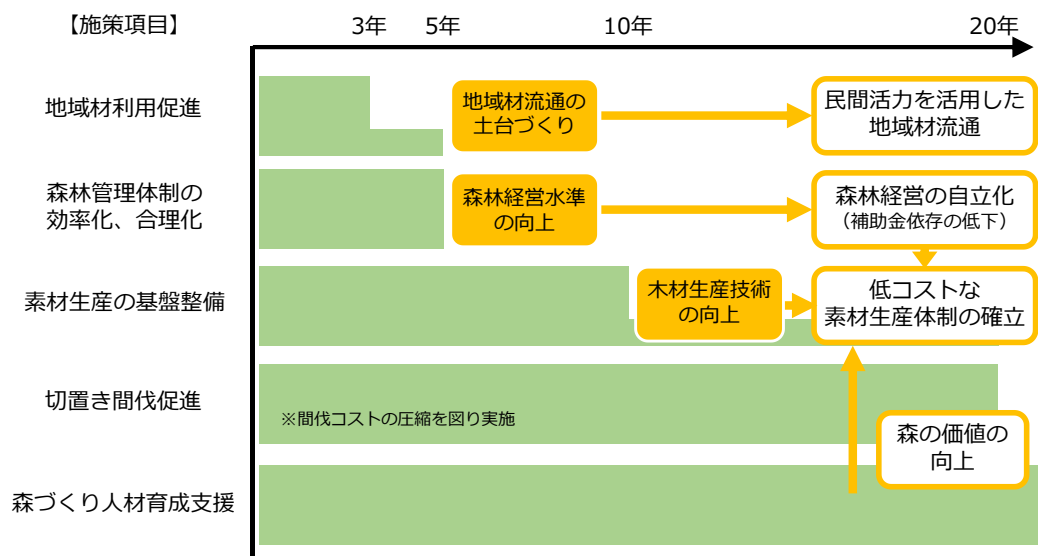 【施策項目】
3年
5年
10年
20年
地域材利用促進
地域材流通の
土台づくり
民間活力を活用した
地域材流通
森林管理体制の
効率化、合理化
森林経営水準
の向上
森林経営の自立化
（補助金依存の低下）
素材生産の基盤整備
木材生産技術
の向上
低コストな
素材生産体制の確立
切置き間伐促進
※間伐コストの圧縮を図り実施
森の価値の
向上
森づくり人材育成支援